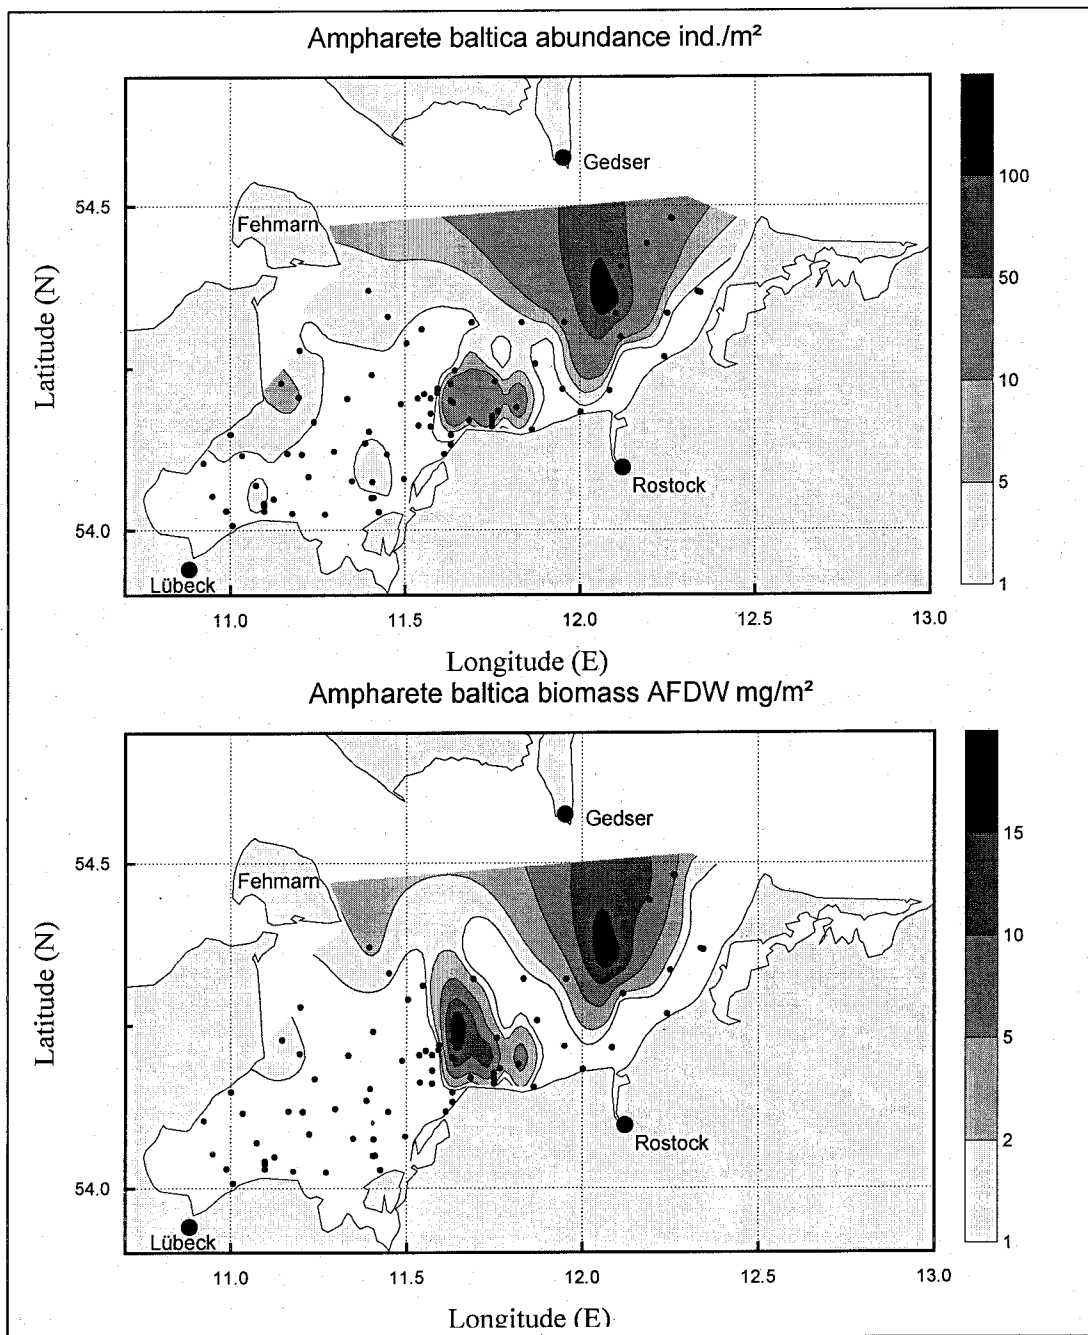 Ampharete baltica abundance ind./m²
Gedser
100
54.5
Fehmarn
50
Latitude (N)
10
Rostock
5
54.0
Lübeck
1
11.0 11.5 12.0 12.5 13.0
Longitude (E)
Ampharete baltica biomass AFDW mg/m²
Gedser
15
54.5
Fehmarn
10
Latitude (N)
5
Rostock
2
54.0
Lübeck
1
11.0 11.5 12.0 12.5 13.0
Longitude (E)